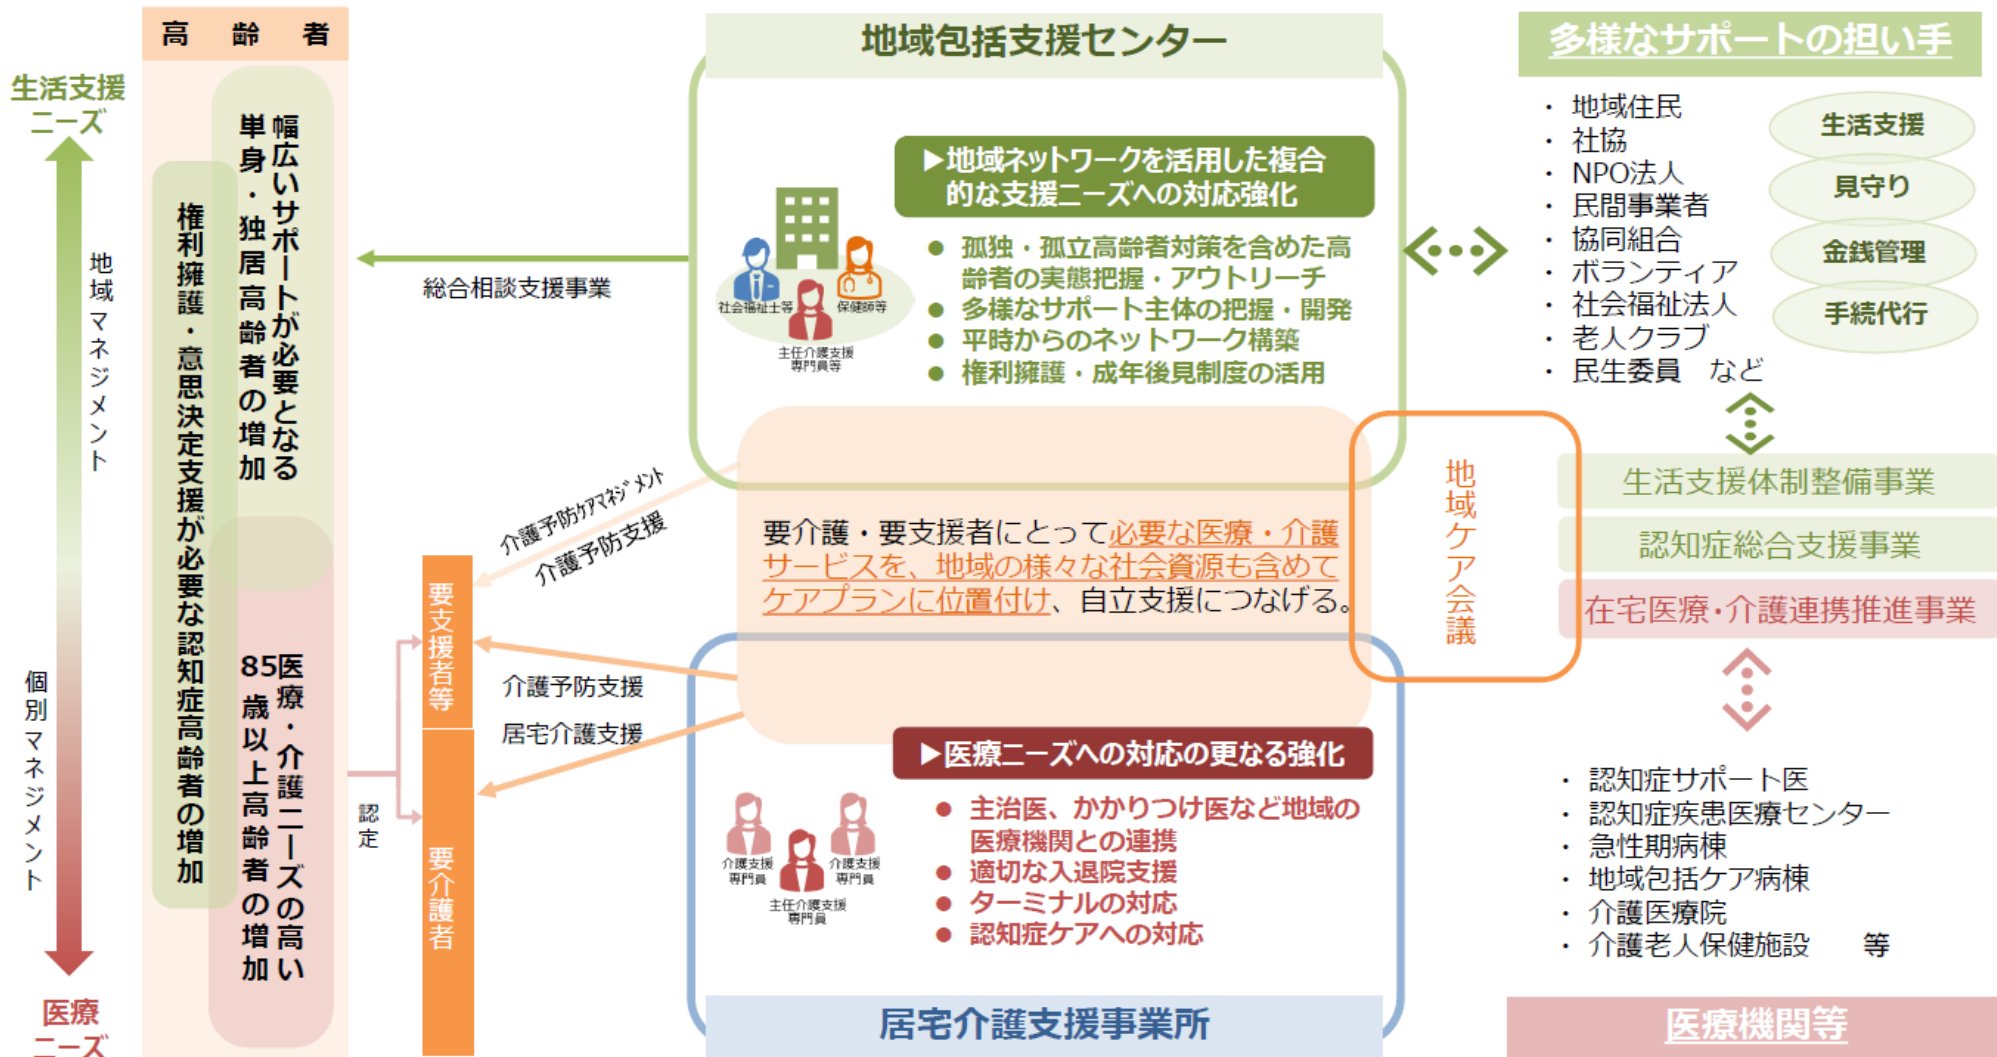 高齢者
生活支援
ニーズ
地域マネジメント
個別マネジメント
医療
ニーズ
幅広いサポートが必要となる
単身・独居高齢者の増加
権利擁護・意思決定支援が必要な認知症高齢者の増加
医療・介護ニーズの高い
85歳以上高齢者の増加
認定
要支援者等
要介護者
総合相談支援事業
介護予防ケアマネジメント
介護予防支援
介護予防支援
居宅介護支援
地域包括支援センター
▶地域ネットワークを活用した複合
的な支援ニーズへの対応強化
社会福祉士等
保健師等
主任介護支援
専門員等
● 孤独・孤立高齢者対策を含めた高
齢者の実態把握・アウトリーチ
● 多様なサポート主体の把握・開発
● 平時からのネットワーク構築
● 権利擁護・成年後見制度の活用
要介護・要支援者にとって必要な医療・介護
サービスを、地域の様々な社会資源も含めて
ケアプランに位置付け、自立支援につなげる。
▶医療ニーズへの対応の更なる強化
介護支援
専門員
介護支援
専門員
主任介護支援
専門員
● 主治医、かかりつけ医など地域の
医療機関との連携
● 適切な入退院支援
● ターミナルの対応
● 認知症ケアへの対応
居宅介護支援事業所
地域ケア会議
多様なサポートの担い手
・ 地域住民
・ 社協
・ NPO法人
・ 民間事業者
・ 協同組合
・ ボランティア
・ 社会福祉法人
・ 老人クラブ
・ 民生委員　など
生活支援
見守り
金銭管理
手続代行
生活支援体制整備事業
認知症総合支援事業
在宅医療・介護連携推進事業
・ 認知症サポート医
・ 認知症疾患医療センター
・ 急性期病棟
・ 地域包括ケア病棟
・ 介護医療院
・ 介護老人保健施設　等
医療機関等